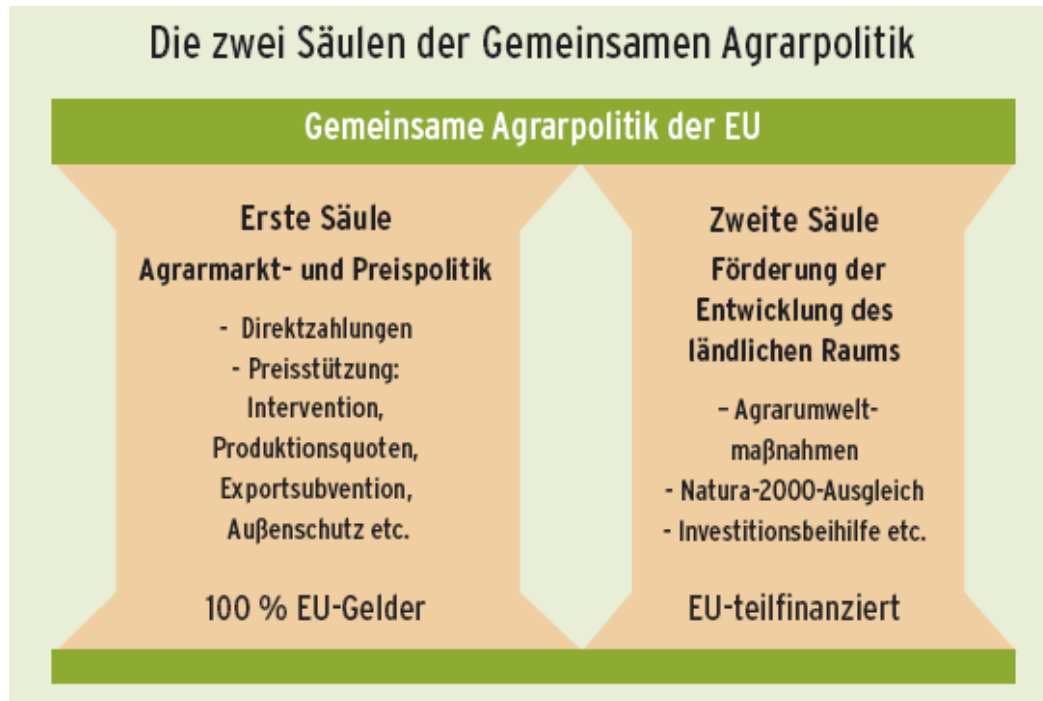 Die zwei Säulen der Gemeinsamen Agrarpolitik
Gemeinsame Agrarpolitik der EU
Erste Säule
Agrarmarkt- und Preispolitik
- Direktzahlungen
- Preisstützung:
Intervention,
Produktionsquoten,
Exportsubvention,
Außenschutz etc.
100 % EU-Gelder
Zweite Säule
Förderung der
Entwicklung des
ländlichen Raums
– Agrarumwelt-
maßnahmen
- Natura-2000-Ausgleich
- Investitionsbeihilfe etc.
EU-teilfinanziert